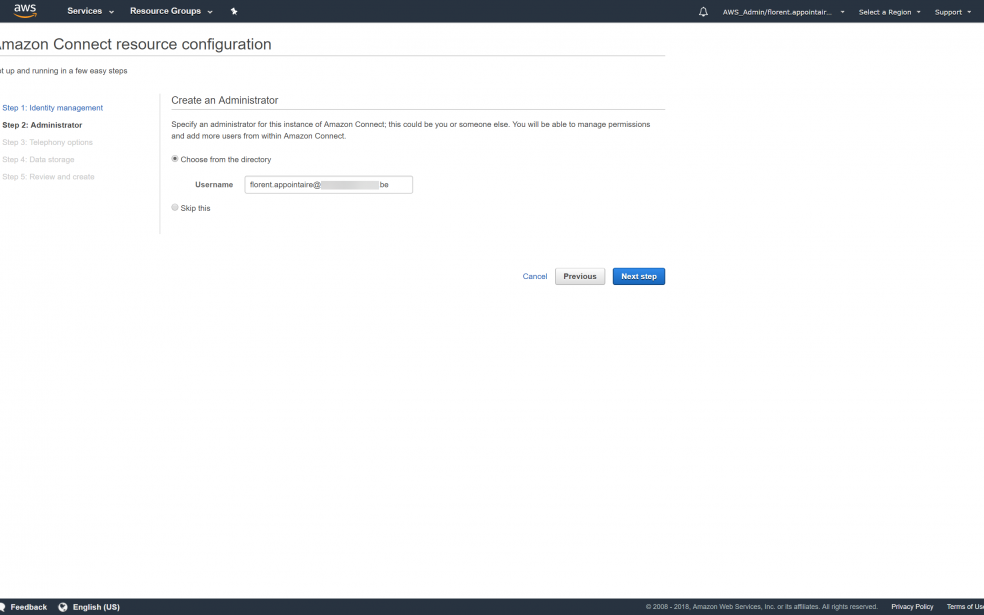 aws Services Resource Groups AWS_Admin/florent.appointair... Select a Region Support
Amazon Connect resource configuration
up and running in a few easy steps
Step 1: Identity management
Step 2: Administrator
Step 3: Telephony options
Step 4: Data storage
Step 5: Review and create
Create an Administrator
Specify an administrator for this instance of Amazon Connect; this could be you or someone else. You will be able to manage permissions
and add more users from within Amazon Connect.
Choose from the directory
Username florent.appointaire@ be
Skip this
Cancel Previous Next step
Feedback English (US) © 2008 - 2018, Amazon Web Services, Inc. or its affiliates. All rights reserved. Privacy Policy Terms of Us